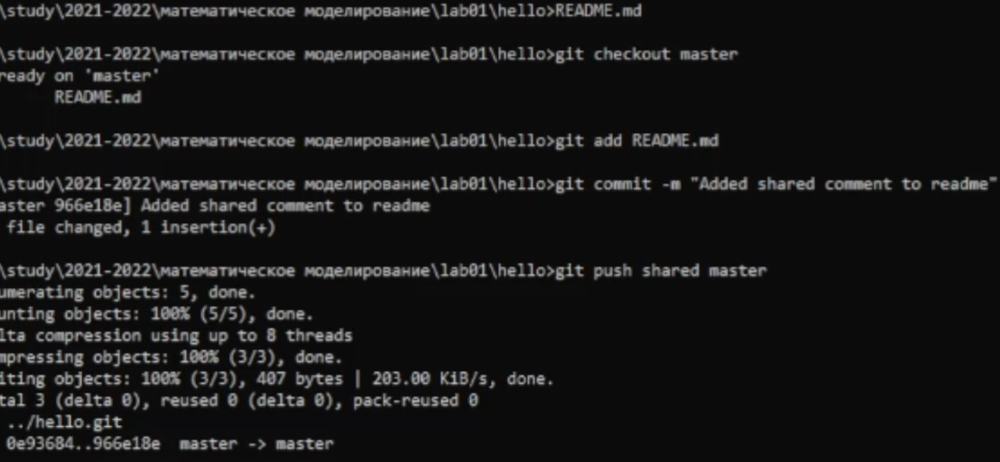 \study\2021-2022\математическое моделирование\lab01\hello>README.md
\study\2021-2022\математическое моделирование\lab01\hello>git checkout master
ready on 'master'
README.md
\study\2021-2022\математическое моделирование\lab01\hello>git add README.md
\study\2021-2022\математическое моделирование\lab01\hello>git commit -m "Added shared comment to readme"
aster 966e18e] Added shared comment to readme
file changed, 1 insertion(+)
\study\2021-2022\математическое моделирование\lab01\hello>git push shared master
umerating objects: 5, done.
unting objects: 100% (5/5), done.
lta compression using up to 8 threads
mpressing objects: 100% (3/3), done.
iting objects: 100% (3/3), 407 bytes | 203.00 KiB/s, done.
tal 3 (delta 0), reused 0 (delta 0), pack-reused 0
../hello.git
0e93684..966e18e  master -> master